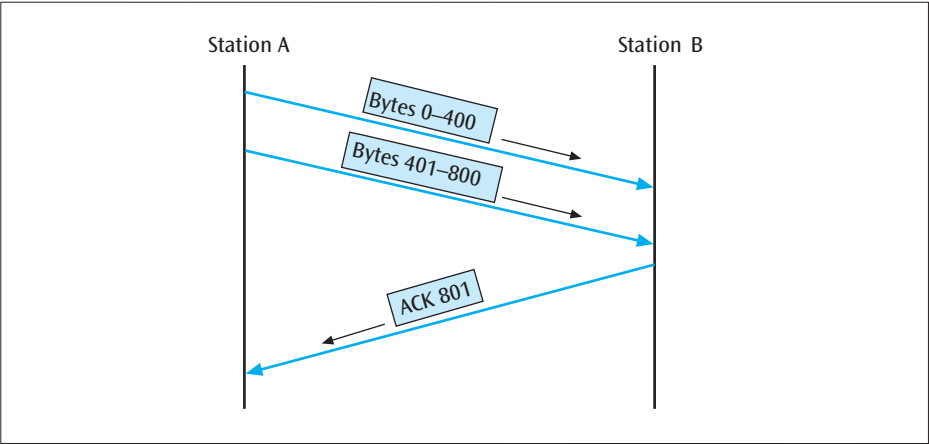 Station A
Station B
Bytes 0–400
Bytes 401–800
ACK 801